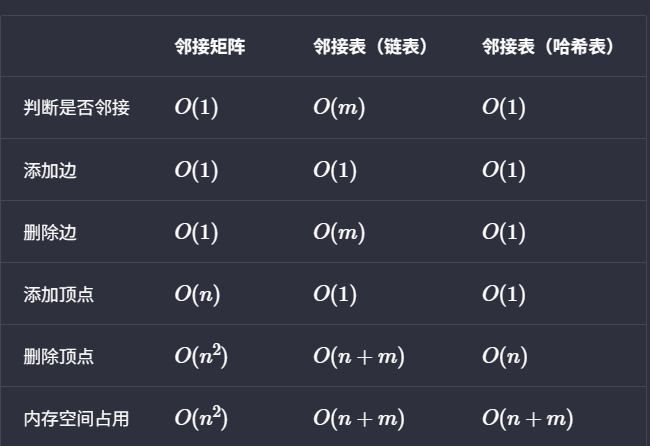 邻接矩阵 邻接表（链表） 邻接表（哈希表）
判断是否邻接 O(1) O(m) O(1)
添加边 O(1) O(1) O(1)
删除边 O(1) O(m) O(1)
添加顶点 O(n) O(1) O(1)
删除顶点 O(n²) O(n + m) O(n)
内存空间占用 O(n²) O(n + m) O(n + m)